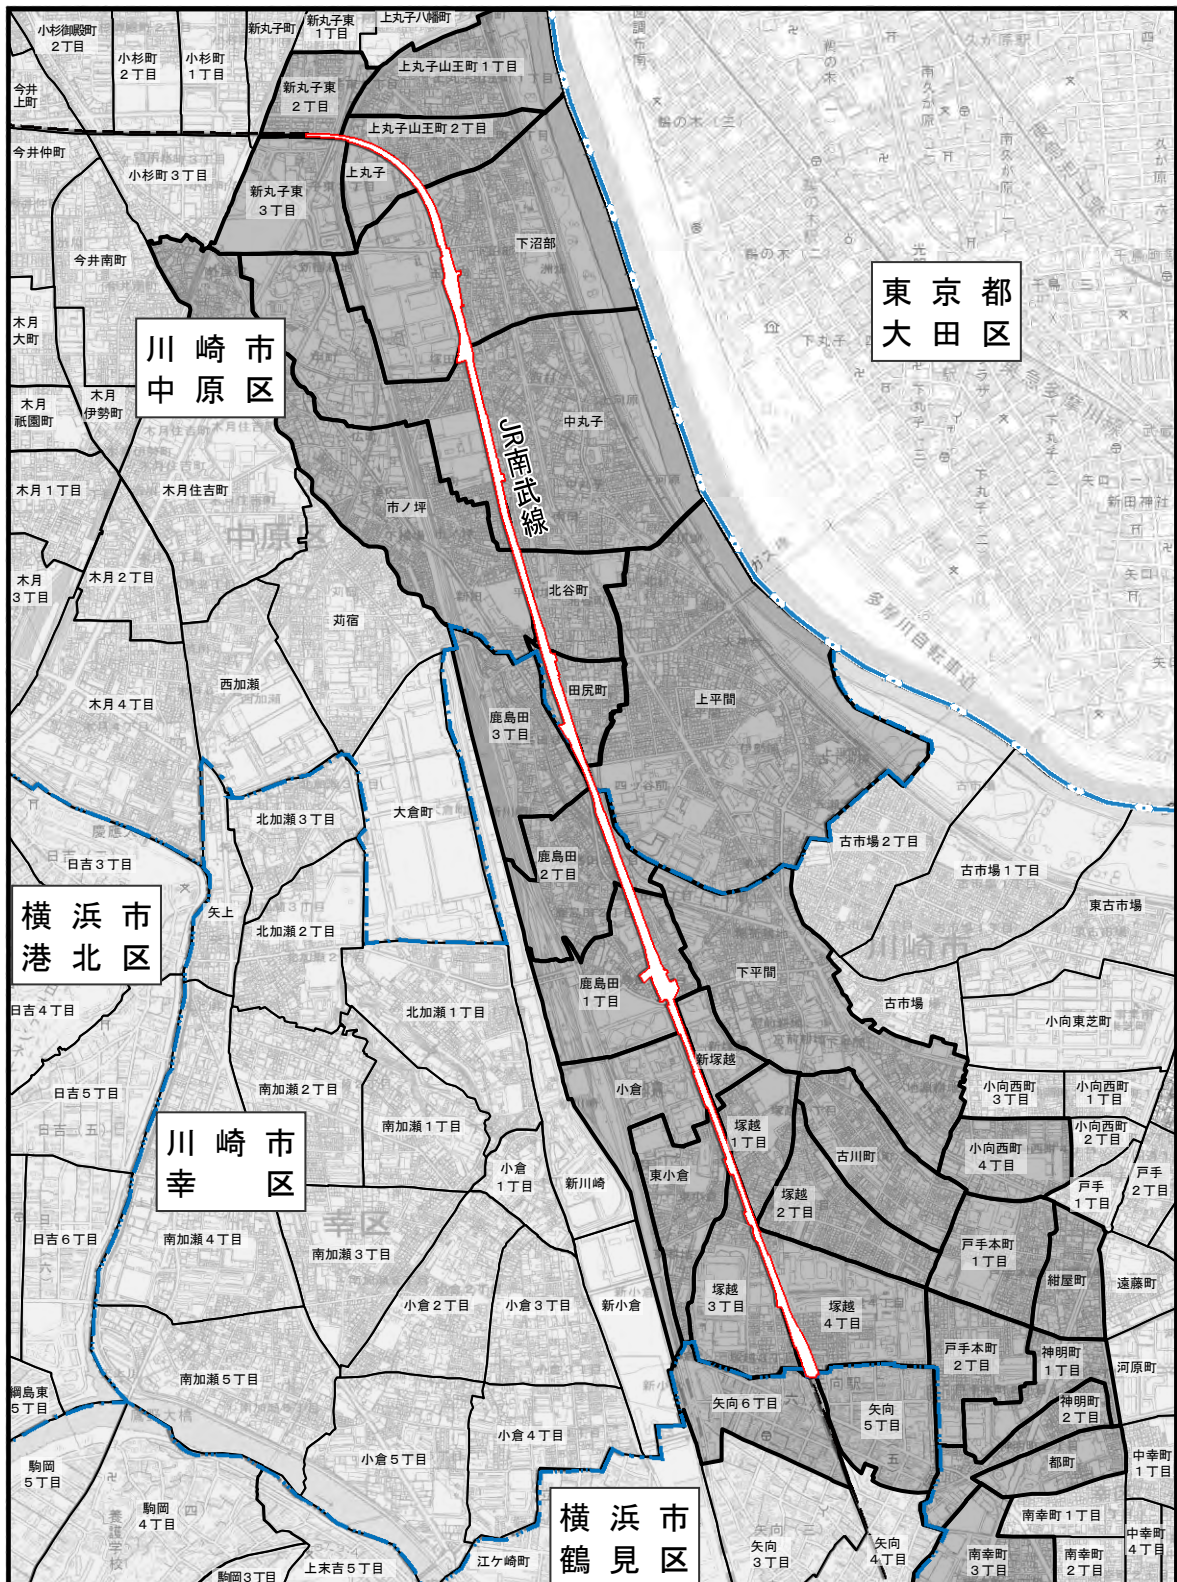 小杉御殿町
2丁目
小杉町
2丁目
小杉町
1丁目
新丸子町
新丸子東
1丁目
上丸子八幡町
上丸子山王町1丁目
新丸子東
2丁目
上丸子山王町2丁目
今井
上町
今井仲町
小杉町3丁目
上丸子
新丸子東
3丁目
下沼部
今井南町
東京都
大田区
川崎市
中原区
木月
大町
木月
伊勢町
木月
祇園町
中丸子
JR南武線
木月1丁目
木月住吉町
市ノ坪
中原区
木月2丁目
木月
3丁目
北谷町
苅宿
ガス橋
多摩川自転車道
西加瀬
田尻町
上平間
木月4丁目
鹿島田
3丁目
大倉町
北加瀬3丁目
古市場2丁目
日吉3丁目
鹿島田
2丁目
古市場1丁目
東古市場
横浜市
港北区
矢上
北加瀬2丁目
川崎市
下平間
鹿島田
1丁目
古市場
日吉4丁目
北加瀬1丁目
小向東芝町
新塚越
小倉
日吉5丁目
南加瀬2丁目
小向西町
3丁目
小向西町
1丁目
川崎市
幸区
南加瀬1丁目
塚越
1丁目
古川町
小向西町
2丁目
小向西町
4丁目
小倉
1丁目
新川崎
東小倉
戸手
1丁目
戸手
2丁目
塚越
2丁目
幸区
日吉6丁目
南加瀬4丁目
南加瀬3丁目
戸手本町
1丁目
紺屋町
遠藤町
小倉2丁目
小倉3丁目
新小倉
塚越
3丁目
塚越
4丁目
戸手本町
2丁目
神明町
1丁目
河原町
南加瀬5丁目
綱島東
5丁目
矢向6丁目
矢向
5丁目
神明町
2丁目
小倉4丁目
小倉5丁目
都町
中幸町
1丁目
駒岡
5丁目
駒岡
4丁目
横浜市
鶴見区
南幸町1丁目
矢向
3丁目
矢向
4丁目
中幸町
4丁目
南幸町
3丁目
南幸町
2丁目
江ケ崎町
上末吉5丁目
駒岡3丁目